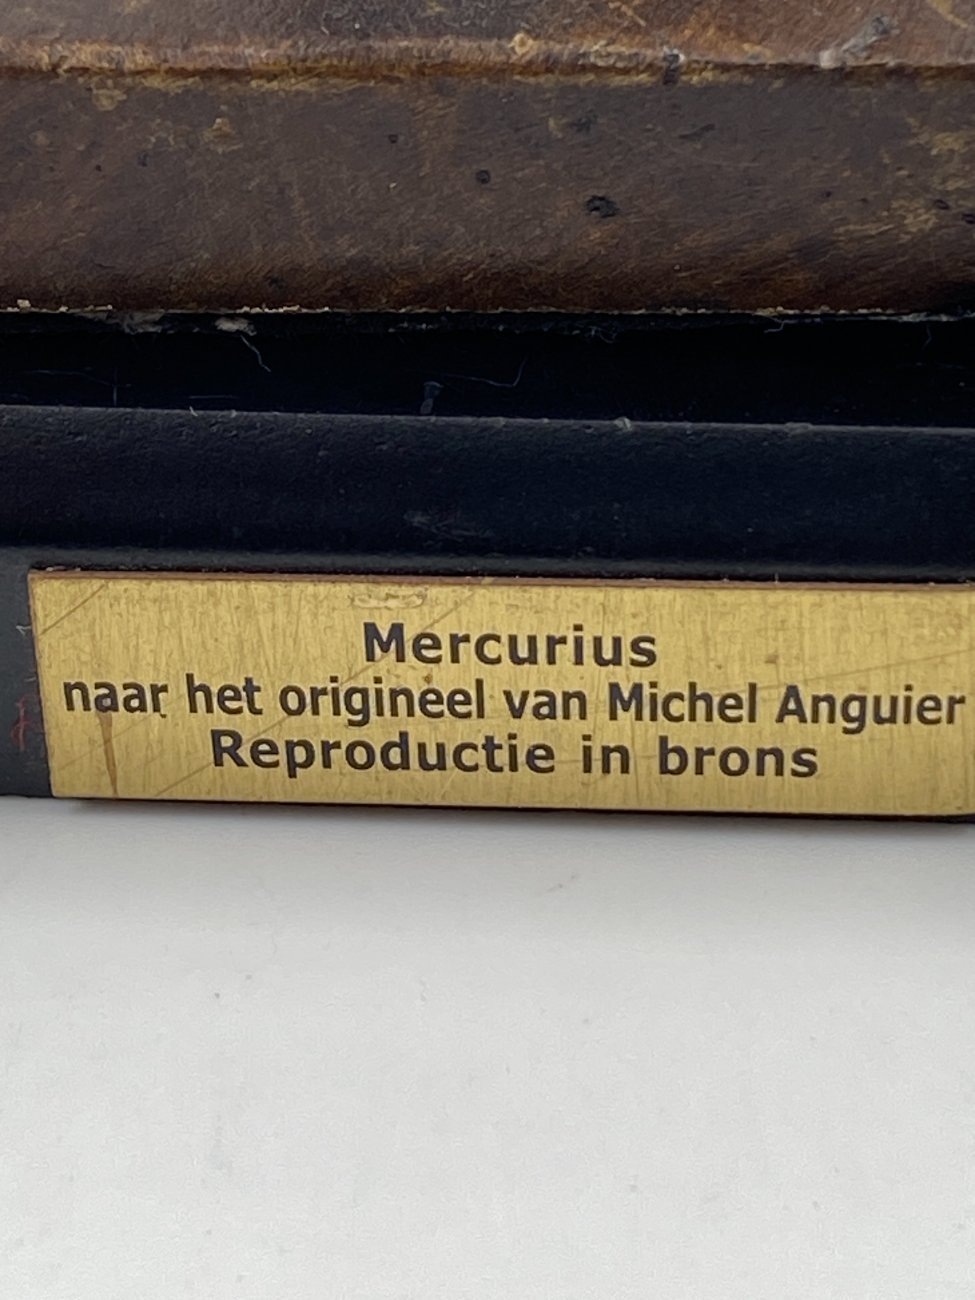 Mercurius
naar het origineel van Michel Anguier
Reproductie in brons